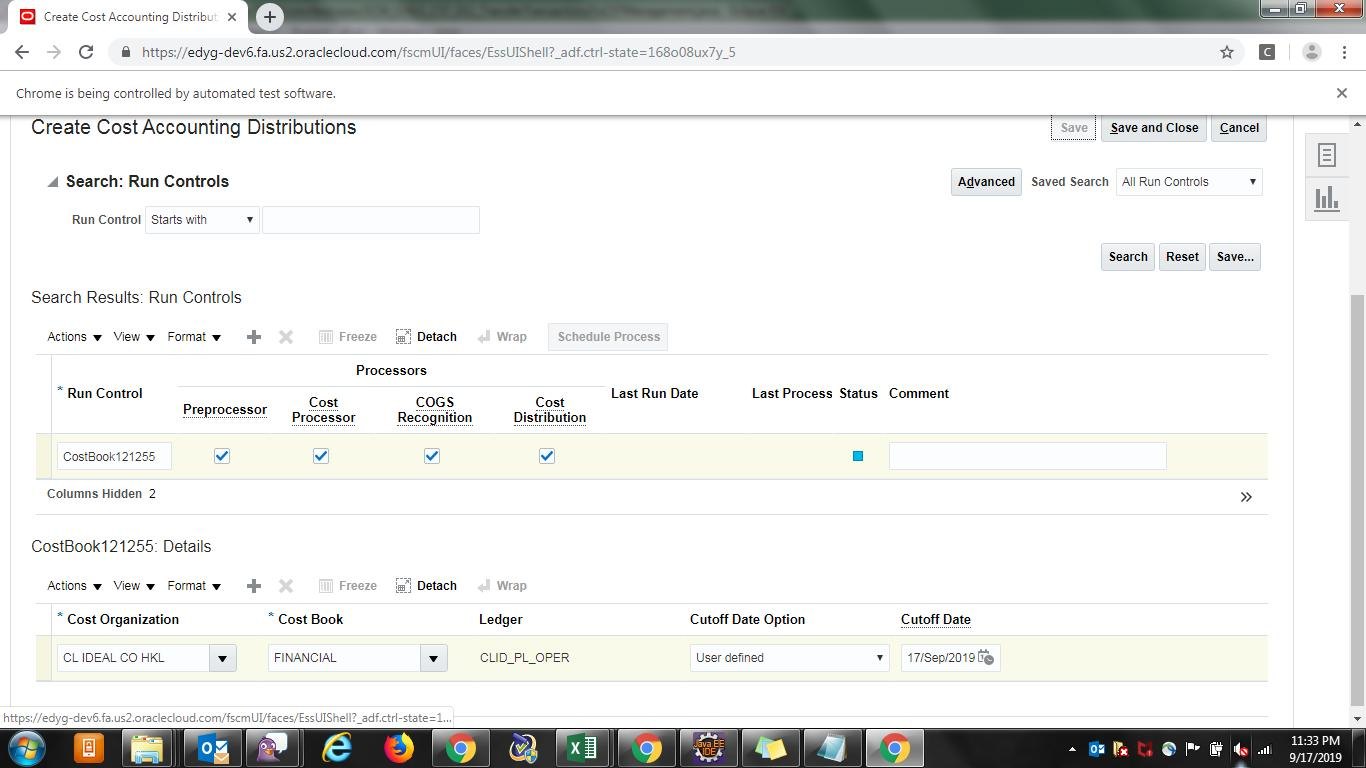 Create Cost Accounting Distribut
https://edyg-dev6.fa.us2.oraclecloud.com/fscmUI/faces/EssUIShell?_adf.ctrl-state=168o08ux7y_5
C
Chrome is being controlled by automated test software.
Create Cost Accounting Distributions
Save Save and Close Cancel
Search: Run Controls
Advanced Saved Search All Run Controls
Run Control Starts with
Search Reset Save...
Search Results: Run Controls
Actions View Format Freeze Detach Wrap Schedule Process
Processors
* Run Control Preprocessor Cost Processor COGS Recognition Cost Distribution Last Run Date Last Process Status Comment
CostBook121255
Columns Hidden 2
CostBook121255: Details
Actions View Format Freeze Detach Wrap
* Cost Organization * Cost Book Ledger Cutoff Date Option Cutoff Date
CL IDEAL CO HKL FINANCIAL CLID_PL_OPER User defined 17/Sep/2019
https://edyg-dev6.fa.us2.oraclecloud.com/fscmUI/faces/EssUIShell?_adf.ctrl-state=1...
Java EE
IDE
11:33 PM
9/17/2019